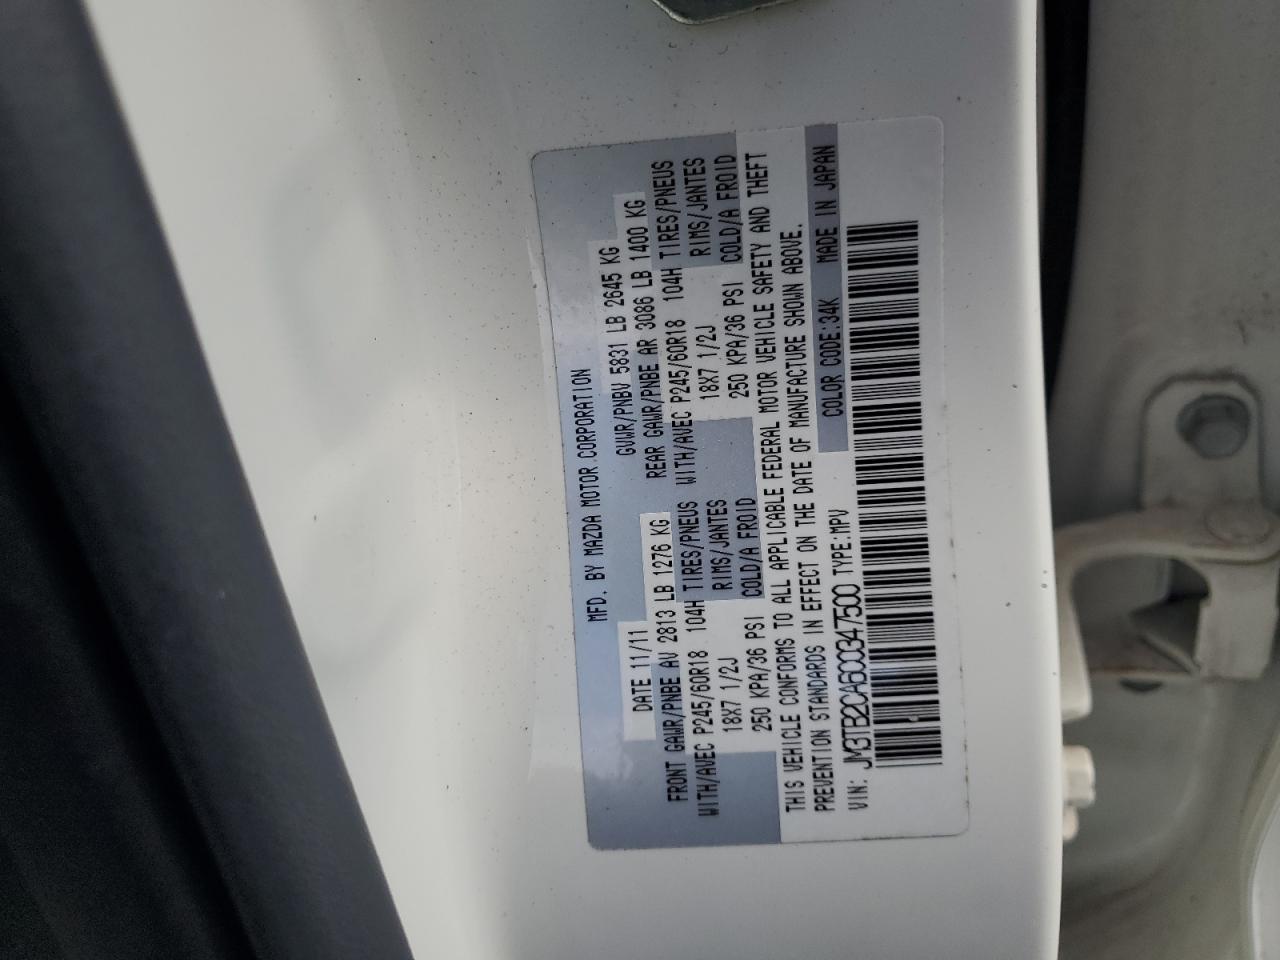 MFD. BY MAZDA MOTOR CORPORATION
DATE 11/11 GVWR/PNBV 5831 LB 2645 KG
FRONT GAWR/PNBE AV 2813 LB 1276 KG REAR GAWR/PNBE AR 3086 LB 1400 KG
WITH/AVEC P245/60R18 104H TIRES/PNEUS WITH/AVEC P245/60R18 104H TIRES/PNEUS
18X7 1/2J RIMS/JANTES 18X7 1/2J RIMS/JANTES
250 KPA/36 PSI COLD/A FROID 250 KPA/36 PSI COLD/A FROID
THIS VEHICLE CONFORMS TO ALL APPLICABLE FEDERAL MOTOR VEHICLE SAFETY AND THEFT
PREVENTION STANDARDS IN EFFECT ON THE DATE OF MANUFACTURE SHOWN ABOVE.
COLOR CODE:34K MADE IN JAPAN
VIN: JM3TB2CA6C0347500 TYPE:MPV